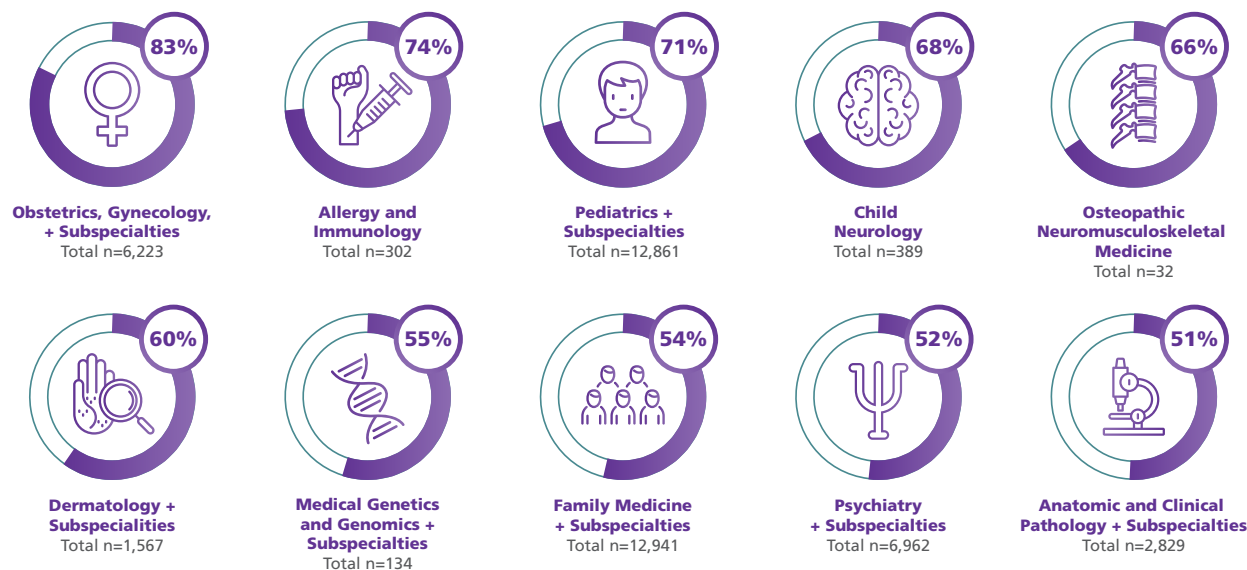 83%
Obstetrics, Gynecology,
+ Subspecialties
Total n=6,223
74%
Allergy and
Immunology
Total n=302
71%
Pediatrics +
Subspecialties
Total n=12,861
68%
Child
Neurology
Total n=389
66%
Osteopathic
Neuromusculoskeletal
Medicine
Total n=32
60%
Dermatology +
Subspecialities
Total n=1,567
55%
Medical Genetics
and Genomics +
Subspecialties
Total n=134
54%
Family Medicine
+ Subspecialties
Total n=12,941
52%
Psychiatry
+ Subspecialties
Total n=6,962
51%
Anatomic and Clinical
Pathology + Subspecialties
Total n=2,829